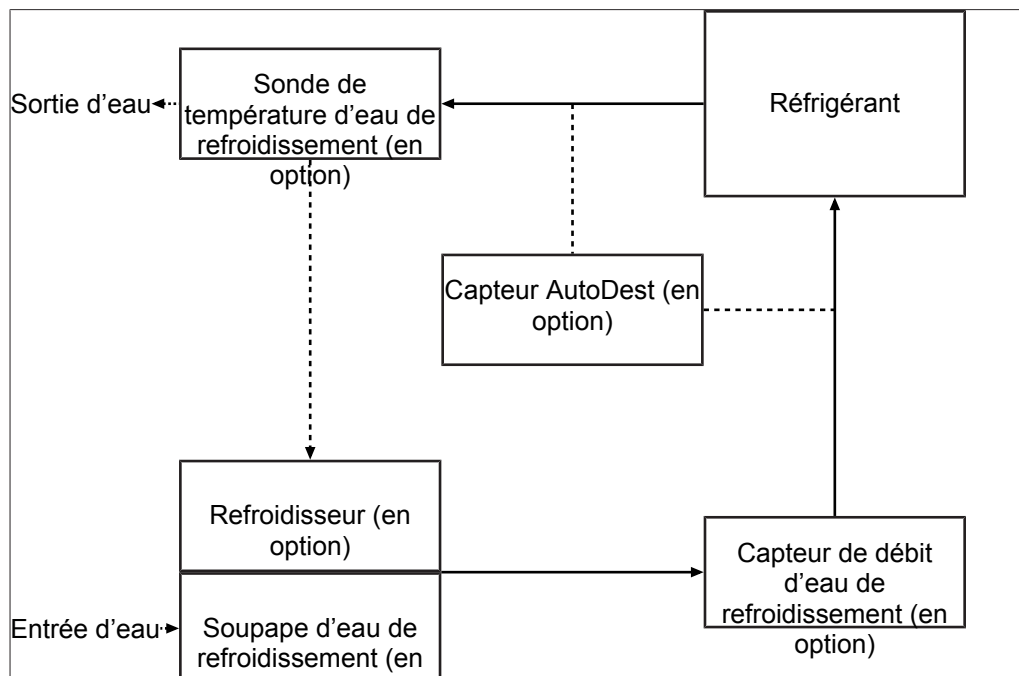 Sonde de
température d’eau de
refroidissement (en
option)
Sortie d’eau
Réfrigérant
Capteur AutoDest (en
option)
Refroidisseur (en
option)
Capteur de débit
d’eau de
refroidissement (en
option)
Entrée d’eau
Soupape d’eau de
refroidissement (en